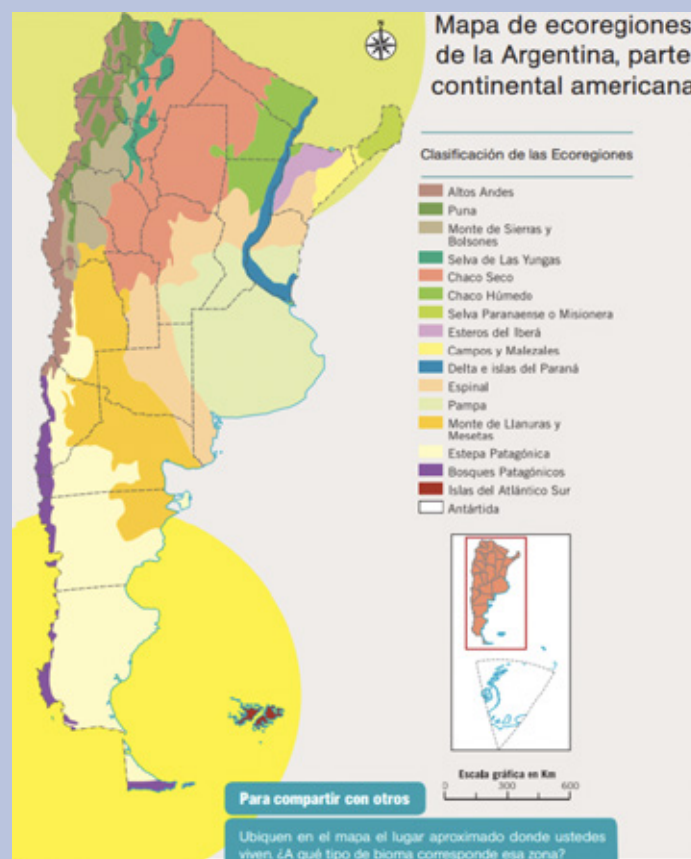 Mapa de ecoregiones
de la Argentina, parte
continental americana
N
Clasificación de las Ecoregiones
Altos Andes
Puna
Monte de Sierras y
Bolsones
Selva de Las Yungas
Chaco Seco
Chaco Húmedo
Selva Paranaense o Misionera
Esteros del Iberá
Campos y Malezales
Delta e islas del Paraná
Espinal
Pampa
Monte de Llanuras y
Mesetas
Estepa Patagónica
Bosques Patagónicos
Islas del Atlántico Sur
Antártida
Escala gráfica en Km
0 300 600
Para compartir con otros
Ubiquen en el mapa el lugar aproximado donde ustedes
viven. ¿A qué tipo de bioma corresponde esa zona?